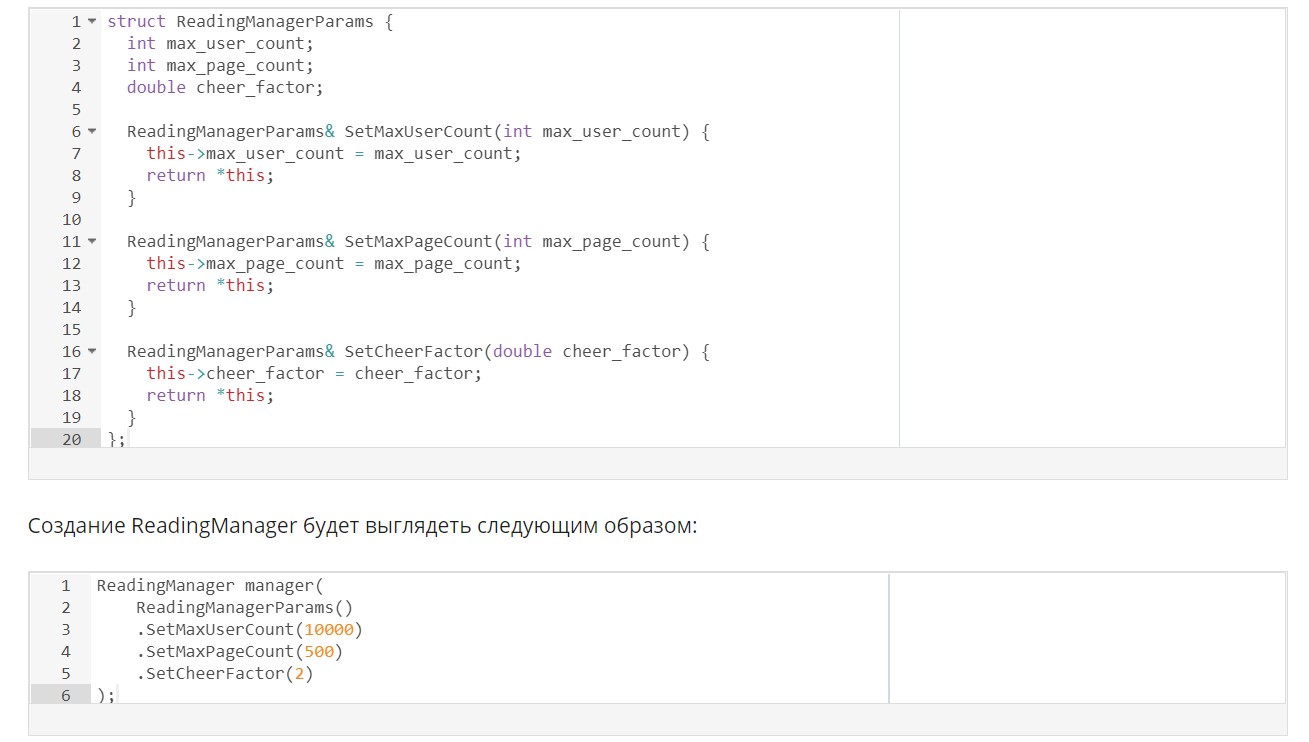 1 struct ReadingManagerParams {
2 int max_user_count;
3 int max_page_count;
4 double cheer_factor;
5
6 ReadingManagerParams& SetMaxUserCount(int max_user_count) {
7 this->max_user_count = max_user_count;
8 return *this;
9 }
10
11 ReadingManagerParams& SetMaxPageCount(int max_page_count) {
12 this->max_page_count = max_page_count;
13 return *this;
14 }
15
16 ReadingManagerParams& SetCheerFactor(double cheer_factor) {
17 this->cheer_factor = cheer_factor;
18 return *this;
19 }
20 };
Создание ReadingManager будет выглядеть следующим образом:
1 ReadingManager manager(
2 ReadingManagerParams()
3 .SetMaxUserCount(10000)
4 .SetMaxPageCount(500)
5 .SetCheerFactor(2)
6 );